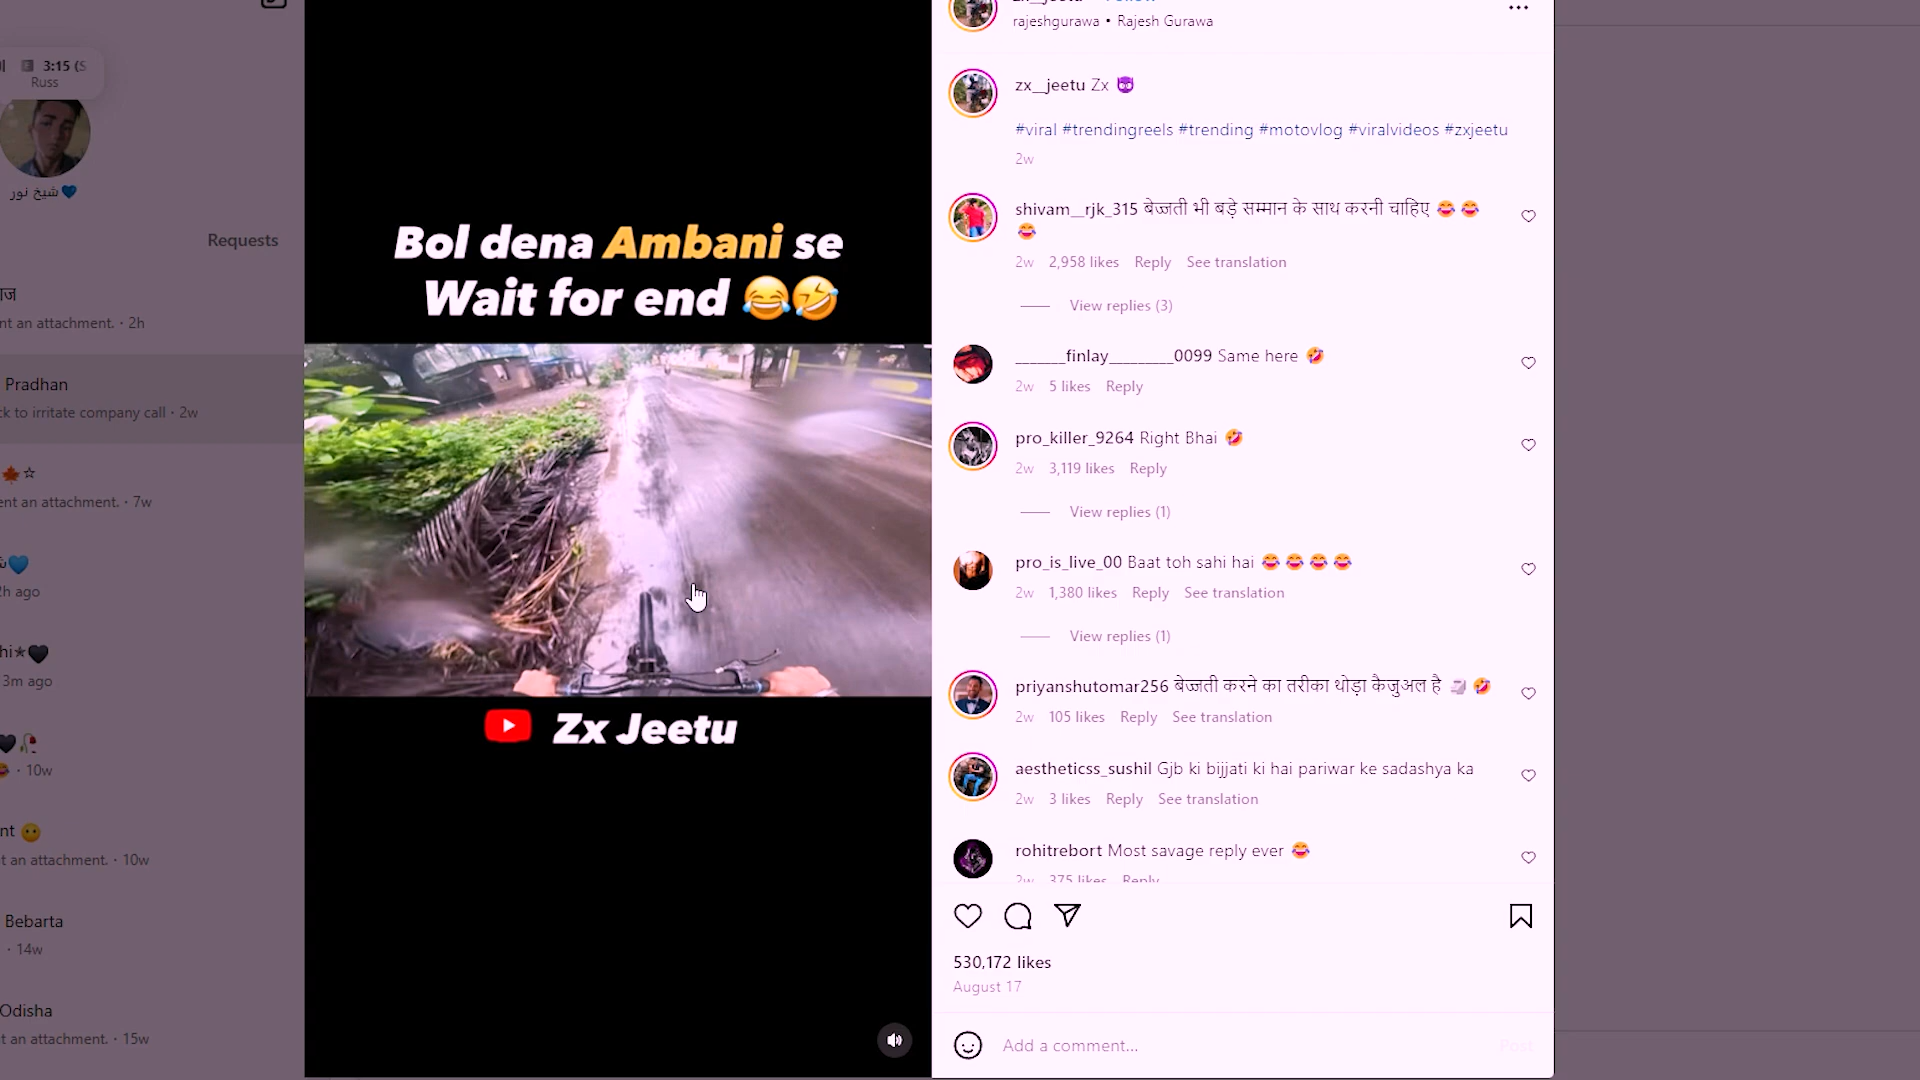 3:15 (S
Russ
شيخ نور💙
Requests
nt an attachment. · 2h
Pradhan
ck to irritate company call · 2w
ent an attachment. · 7w
2h ago
hi★🖤
3m ago
· 10w
nt 😶
t an attachment. · 10w
Bebarta
· 14w
Odisha
t an attachment. · 15w
Bol dena Ambani se
Wait for end 😂🤣
Zx Jeetu
rajeshgurawa • Rajesh Gurawa
zx__jeetu Zx 😈
#viral #trendingreels #trending #motovlog #viralvideos #zxjeetu
2w
shivam__rjk_315 बेज्जती भी बड़े सम्मान के साथ करनी चाहिए 😂 😂
😂
2w 2,958 likes Reply See translation
View replies (3)
_______finlay_________0099 Same here 🤣
2w 5 likes Reply
pro_killer_9264 Right Bhai 🤣
2w 3,119 likes Reply
View replies (1)
pro_is_live_00 Baat toh sahi hai 😂 😂 😂 😂
2w 1,380 likes Reply See translation
View replies (1)
priyanshutomar256 बेज्जती करने का तरीका थोड़ा कैजुअल है 🤣
2w 105 likes Reply See translation
aestheticss_sushil Gjb ki bijjati ki hai pariwar ke sadashya ka
2w 3 likes Reply See translation
rohitrebort Most savage reply ever 😂
2w 375 likes Reply
530,172 likes
August 17
Add a comment...
Post